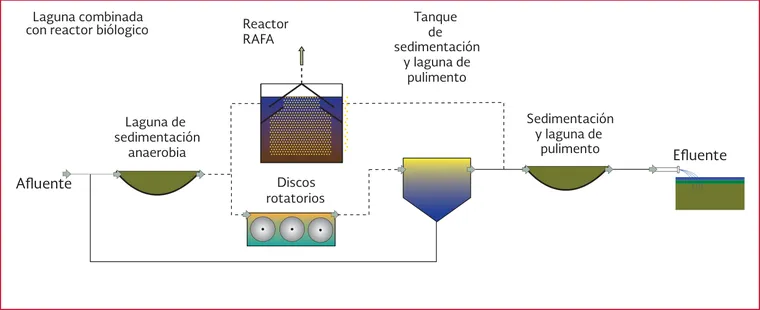 Laguna combinada
con reactor biólogico
Reactor
RAFA
Tanque
de
sedimentación
y laguna de
pulimento
Laguna de
sedimentación
anaerobia
Sedimentación
y laguna de
pulimento
Afluente
Discos
rotatorios
Efluente